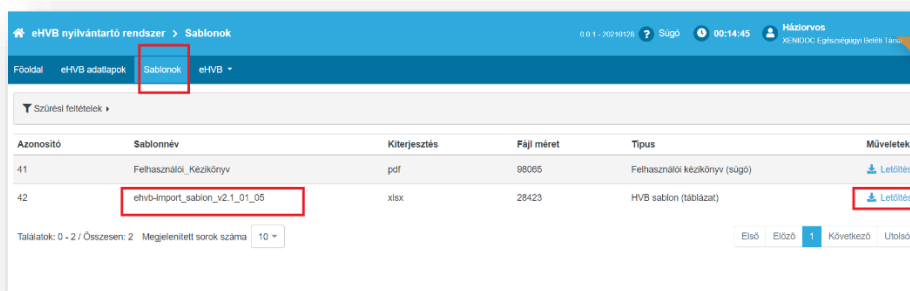 eHVB nyilvántartó rendszer > Sablonok
0.0.1 - 20210128 ? Súgó 00:14:45 Háziorvos
XENIDOC Egészségügyi Betéti
Főoldal eHVB adatlapok Sablonok eHVB
Szűrési feltételek
Azonosító Sablonnév Kiterjesztés Fájl méret Típus Műveletek
41 Felhasználói_Kézikönyv pdf 98065 Felhasználói kézikönyv (súgó) Letöltés
42 ehvb-import_sablon_v2.1_01_05 xlsx 28423 HVB sablon (táblázat) Letöltés
Találatok: 0 - 2 / Összesen: 2 Megjelenített sorok száma 10 Első Előző 1 Következő Utolsó